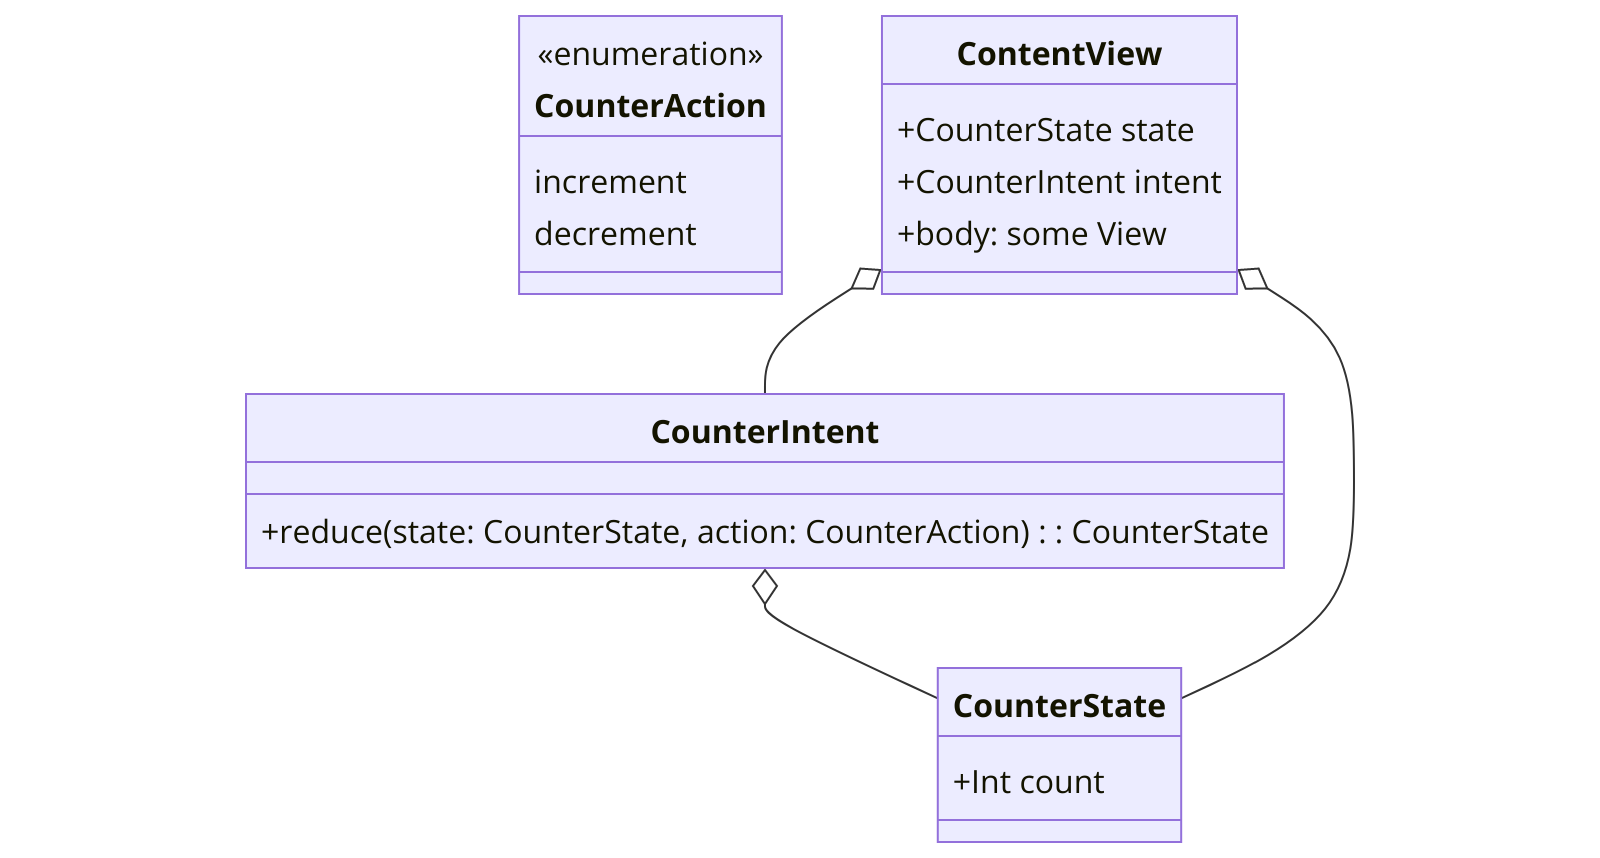 «enumeration»
CounterAction
increment
decrement
ContentView
+CounterState state
+CounterIntent intent
+body: some View
CounterIntent
+reduce(state: CounterState, action: CounterAction) : : CounterState
CounterState
+Int count